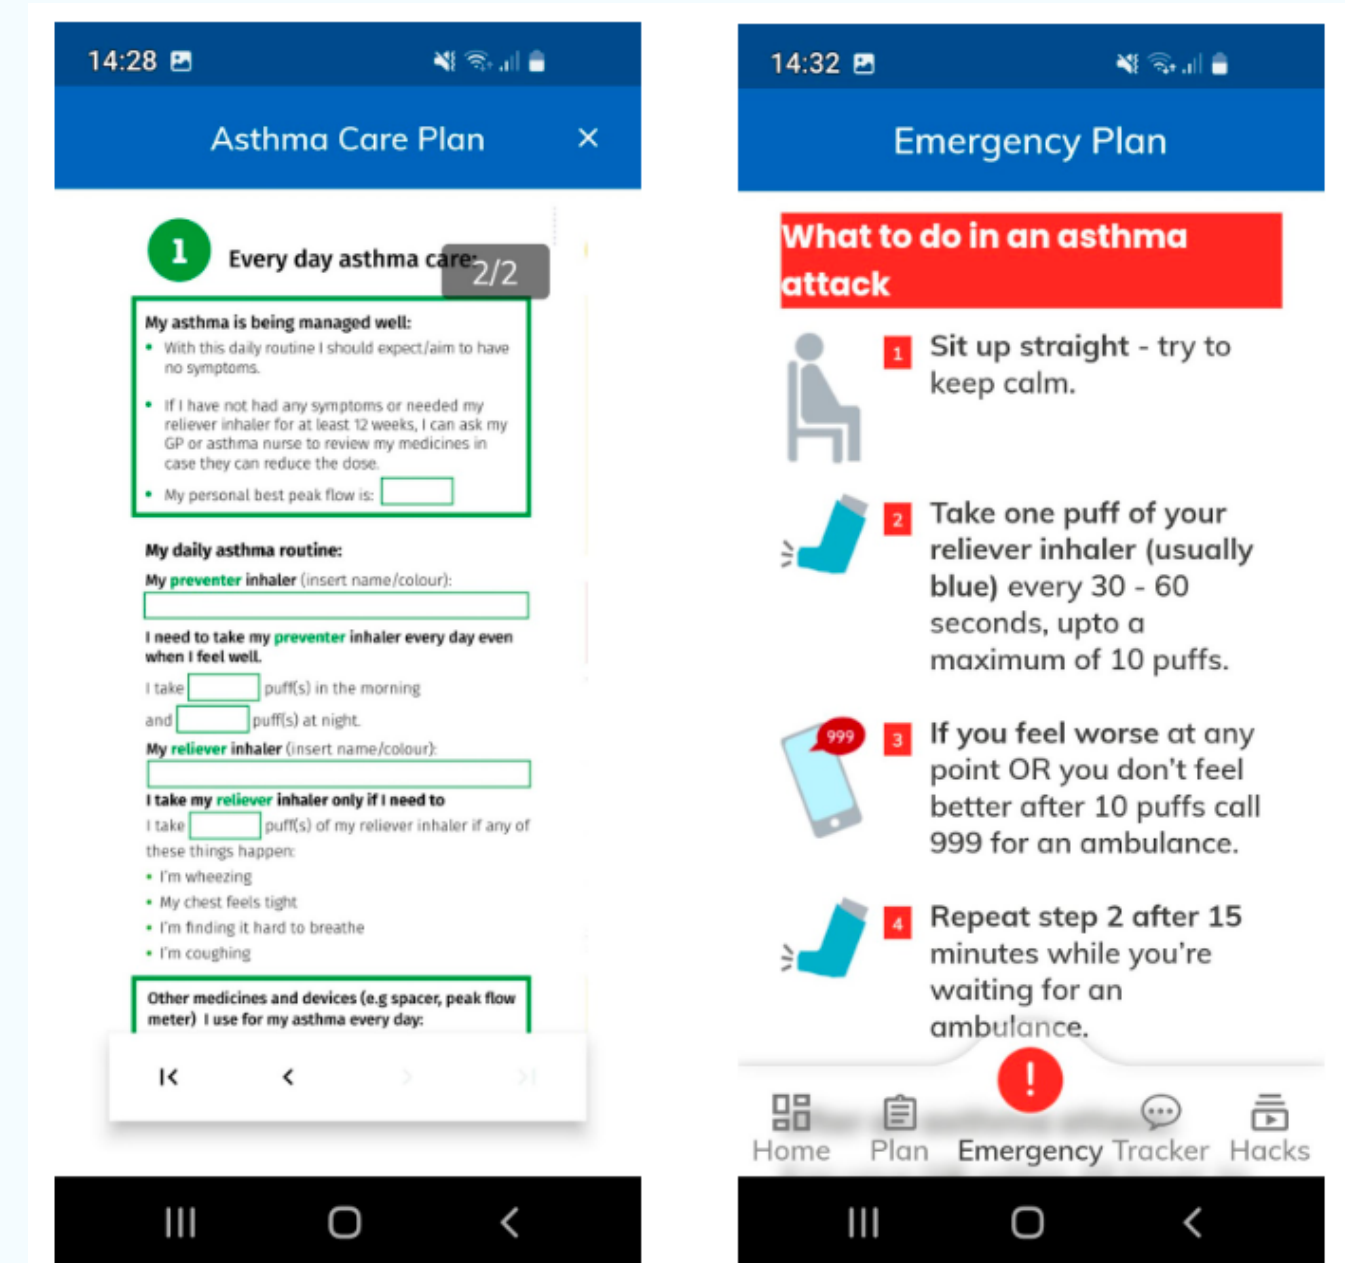 14:28
Asthma Care Plan
1
Every day asthma care:
2/2
My asthma is being managed well:
• With this daily routine I should expect/aim to have
no symptoms.
• If I have not had any symptoms or needed my
reliever inhaler for at least 12 weeks, I can ask my
GP or asthma nurse to review my medicines in
case they can reduce the dose.
• My personal best peak flow is:
My daily asthma routine:
My preventer inhaler (insert name/colour):
I need to take my preventer inhaler every day even
when I feel well.
I take puff(s) in the morning
and puff(s) at night.
My reliever inhaler (insert name/colour):
I take my reliever inhaler only if I need to
I take puff(s) of my reliever inhaler if any of
these things happen:
• I'm wheezing
• My chest feels tight
• I'm finding it hard to breathe
• I'm coughing
Other medicines and devices (e.g spacer, peak flow
meter) I use for my asthma every day:
14:32
Emergency Plan
What to do in an asthma
attack
1 Sit up straight - try to
keep calm.
2 Take one puff of your
reliever inhaler (usually
blue) every 30 - 60
seconds, upto a
maximum of 10 puffs.
999
3 If you feel worse at any
point OR you don't feel
better after 10 puffs call
999 for an ambulance.
4 Repeat step 2 after 15
minutes while you're
waiting for an
ambulance.
!
Home Plan Emergency Tracker Hacks